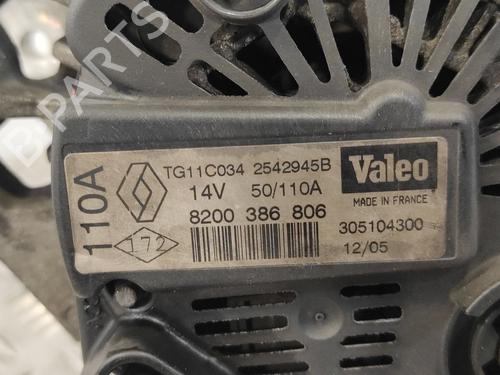 B-PARTS
TG11C034 2542945B
14V 50/110A
8200 386 806
110A
172
Valeo
MADE IN FRANCE
305104300
12/05